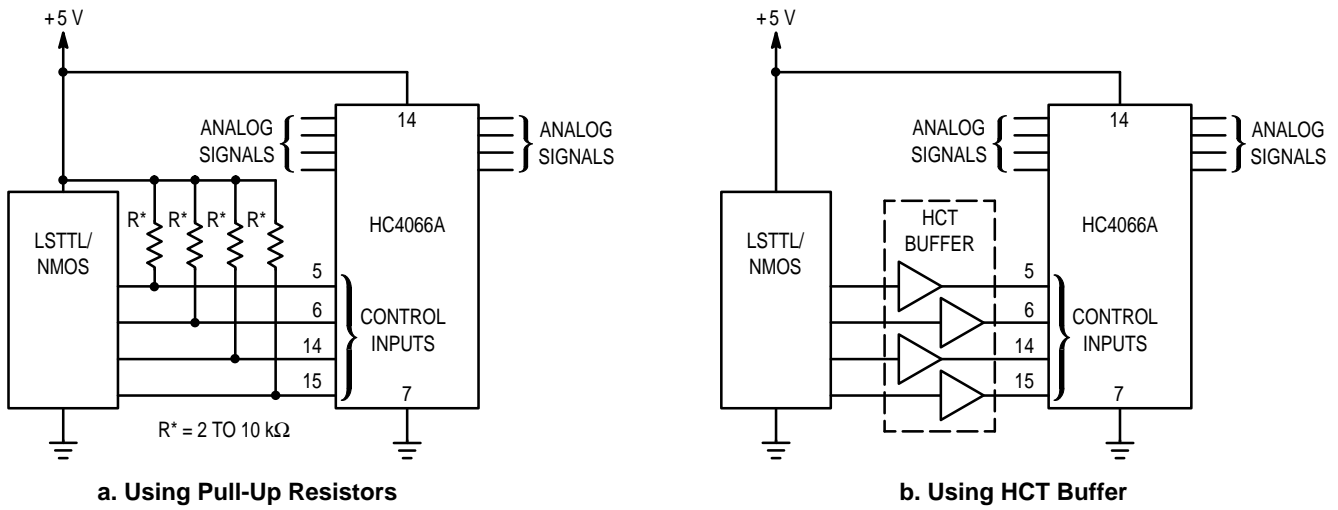 +5 V
14
ANALOG
SIGNALS
ANALOG
SIGNALS
R* R* R* R*
LSTTL/
NMOS
HC4066A
5
6
14
15
CONTROL
INPUTS
7
R* = 2 TO 10 kΩ
a. Using Pull-Up Resistors
+5 V
14
ANALOG
SIGNALS
ANALOG
SIGNALS
HCT
BUFFER
LSTTL/
NMOS
HC4066A
5
6
14
15
CONTROL
INPUTS
7
b. Using HCT Buffer